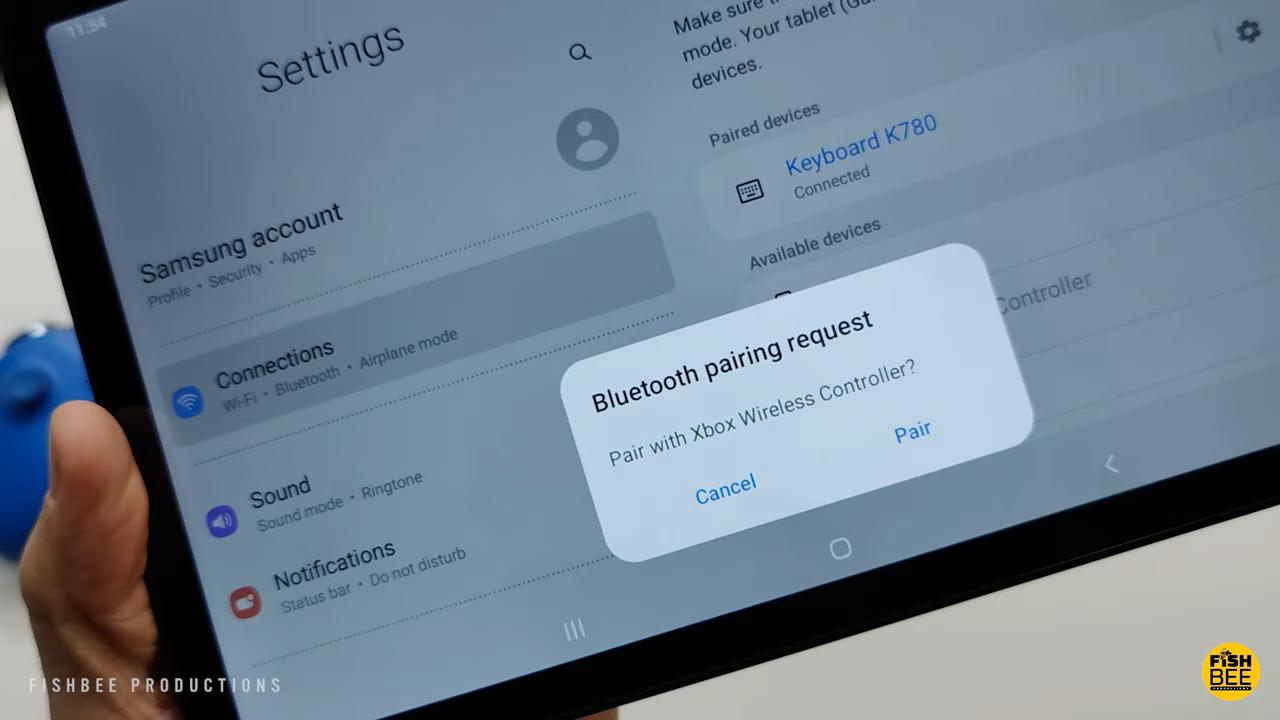 11:54
Settings
Samsung account
Profile • Security • Apps
Connections
Wi-Fi • Bluetooth • Airplane mode
Sound
Sound mode • Ringtone
Notifications
Status bar • Do not disturb
Make sure
mode. Your tablet
devices.
Paired devices
Keyboard K780
Connected
Available devices
Controller
Bluetooth pairing request
Pair with Xbox Wireless Controller?
Cancel
Pair
FISHBEE PRODUCTIONS
FISH
BEE